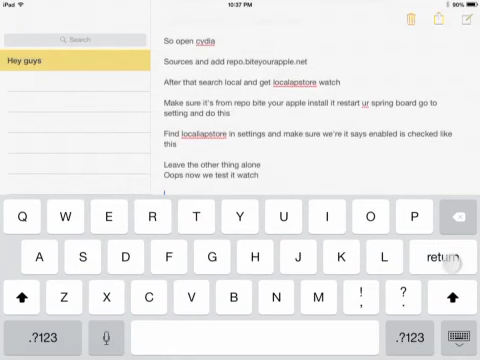 iPad 10:37 PM 90%
Search
Hey guys
So open cydia
Sources and add repo.biteyourapple.net
After that search local and get localapstore watch
Make sure it's from repo bite your apple install it restart ur spring board go to
setting and do this
Find localiapstore in settings and make sure we're it says enabled is checked like
this
Leave the other thing alone
Oops now we test it watch
Q W E R T Y U I O P
A S D F G H J K L return
Z X C V B N M ! , ? .
.?123 .?123